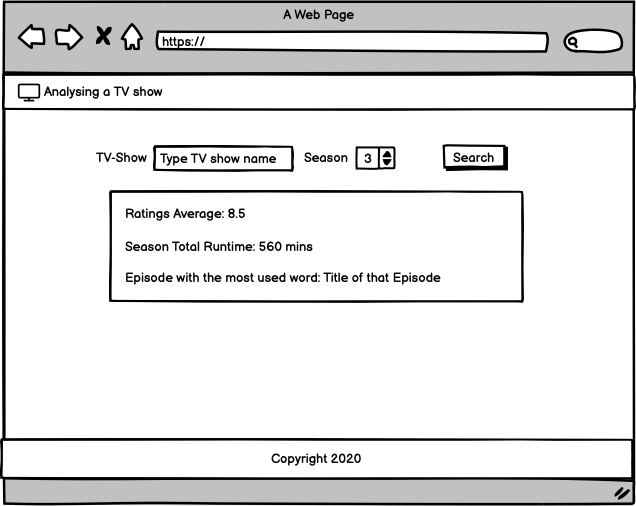 A Web Page
https://
Analysing a TV show
TV-Show Type TV show name Season 3 Search
Ratings Average: 8.5
Season Total Runtime: 560 mins
Episode with the most used word: Title of that Episode
Copyright 2020